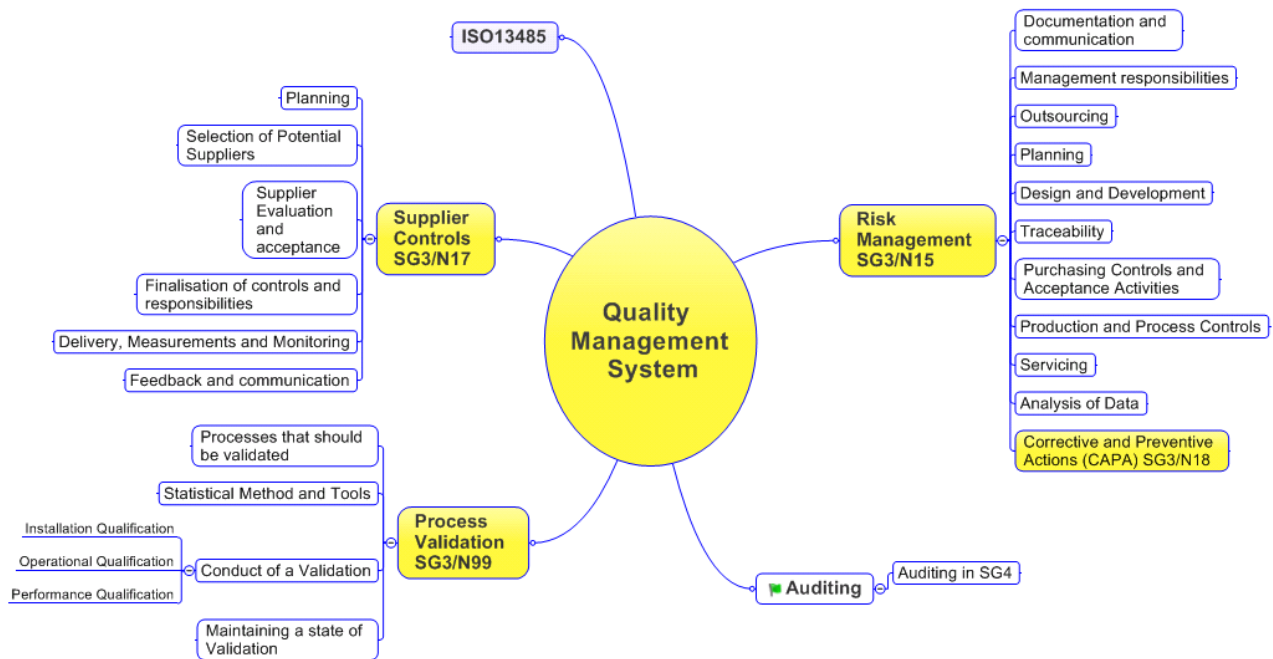 ISO13485
Planning
Selection of Potential
Suppliers
Supplier
Evaluation
and
acceptance
Finalisation of controls and
responsibilities
Delivery, Measurements and Monitoring
Feedback and communication
Supplier
Controls
SG3/N17
Processes that should
be validated
Statistical Method and Tools
Installation Qualification
Operational Qualification
Performance Qualification
Conduct of a Validation
Maintaining a state of
Validation
Process
Validation
SG3/N99
Quality
Management
System
Risk
Management
SG3/N15
Documentation and
communication
Management responsibilities
Outsourcing
Planning
Design and Development
Traceability
Purchasing Controls and
Acceptance Activities
Production and Process Controls
Servicing
Analysis of Data
Corrective and Preventive
Actions (CAPA) SG3/N18
Auditing
Auditing in SG4